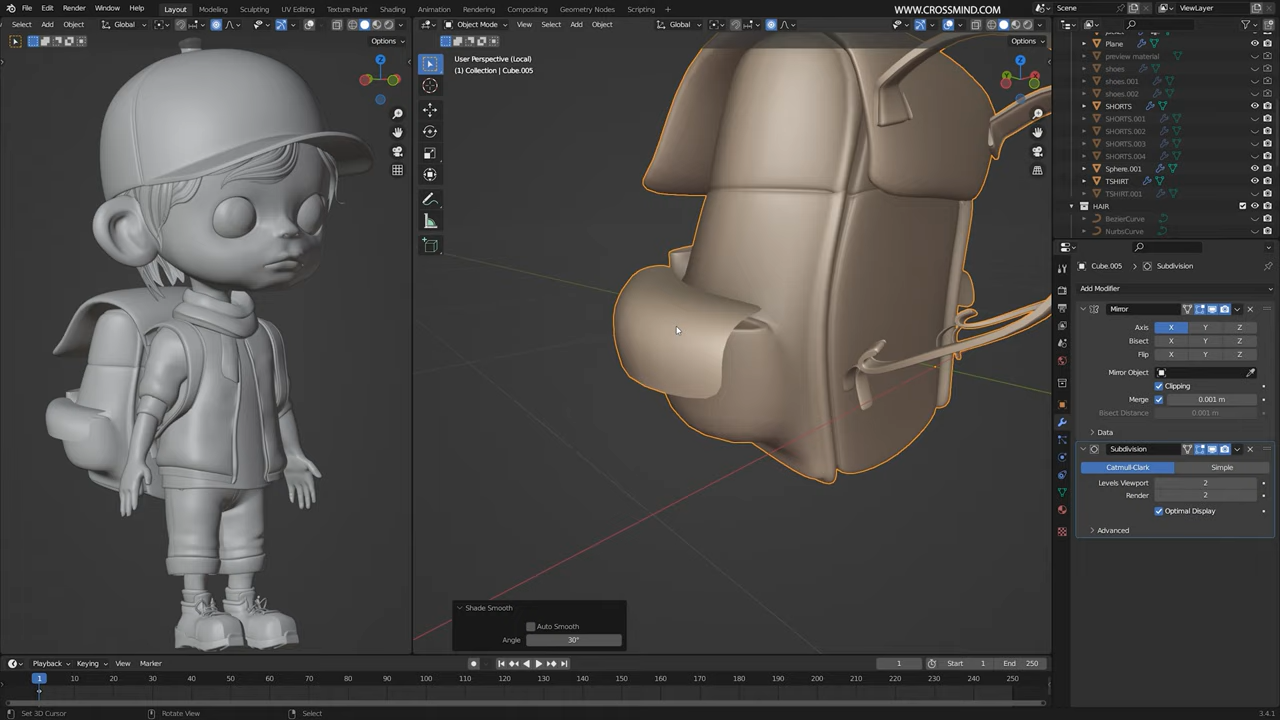 File Edit Render Window Help Layout Modeling Sculpting UV Editing Texture Paint Shading Animation Rendering Compositing Geometry Nodes Scripting
WWW.CROSSMIND.COM
Scene ViewLayer
Select Add Object Global
Object Mode View Select Add Object Global
Options
Options
User Perspective (Local)
(1) Collection | Cube.005
Z
Z
Plane
preview material
shoes
shoes.001
shoes.002
SHORTS
SHORTS.001
SHORTS.002
SHORTS.003
SHORTS.004
Sphere.001
TSHIRT
TSHIRT.001
HAIR
BezierCurve
NurbsCurve
Cube.005 Subdivision
Add Modifier
Mirror
Axis X Y Z
Bisect X Y Z
Flip X Y Z
Mirror Object
Clipping
Merge 0.001 m
Bisect Distance 0.001 m
Data
Subdivision
Catmull-Clark Simple
Levels Viewport 2
Render 2
Optimal Display
Advanced
Shade Smooth
Auto Smooth
Angle 30°
Playback Keying View Marker
1 Start 1 End 250
1 10 20 30 40 50 60 70 80 90 100 110 120 130 140 150 160 170 180 190 200 210 220 230 240 250
Set 3D Cursor Rotate View Select
3.4.1